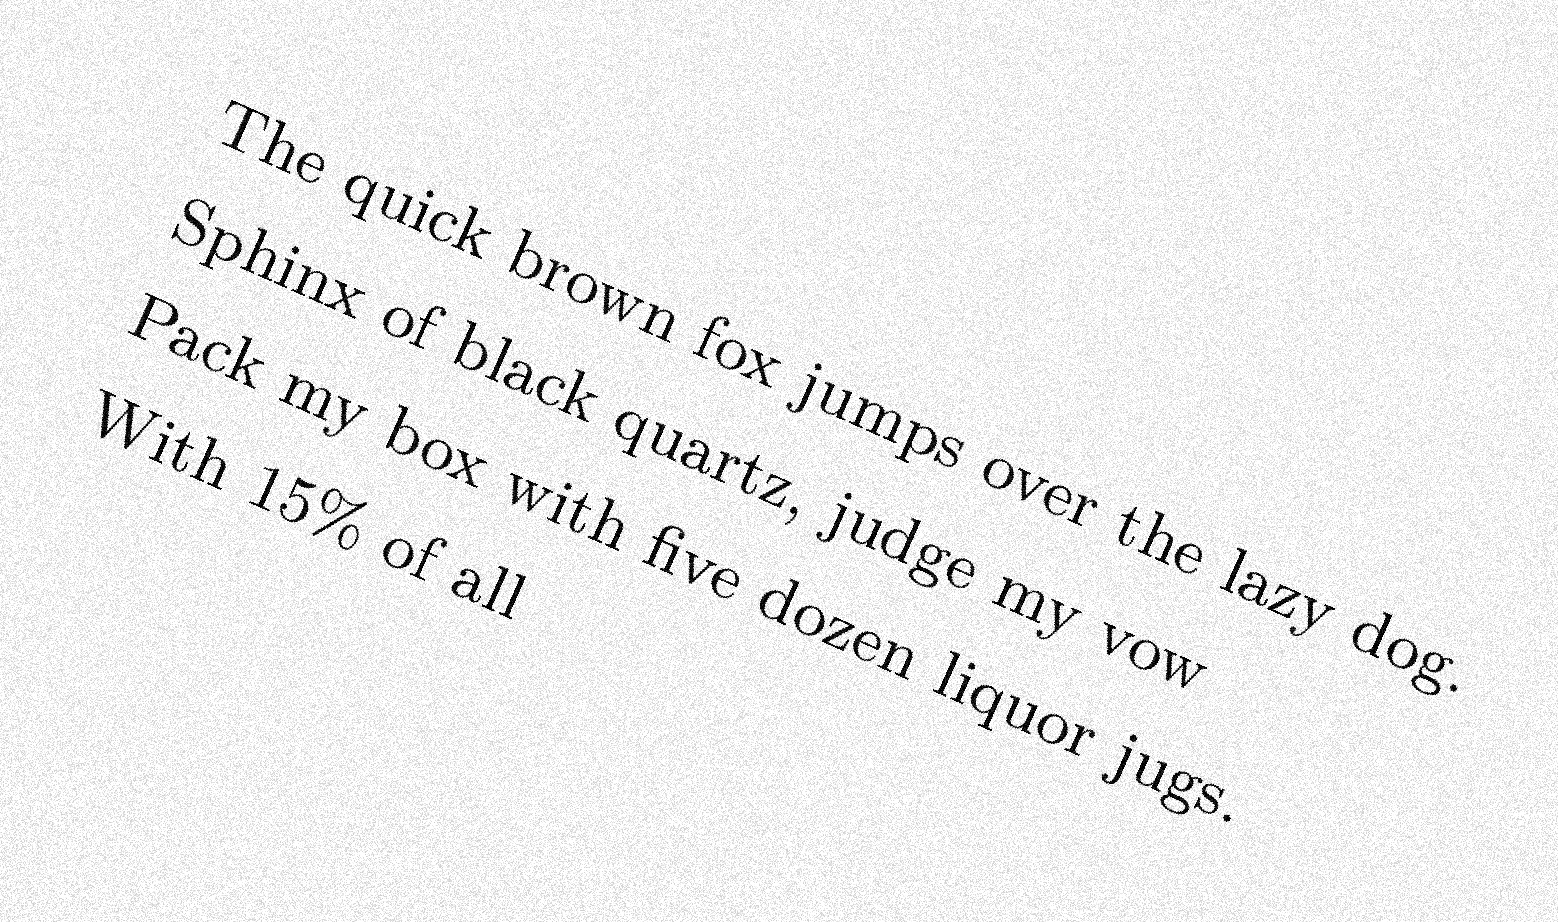 The quick brown fox jumps over the lazy dog.
Sphinx of black quartz, judge my vow
Pack my box with five dozen liquor jugs.
With 15% of all